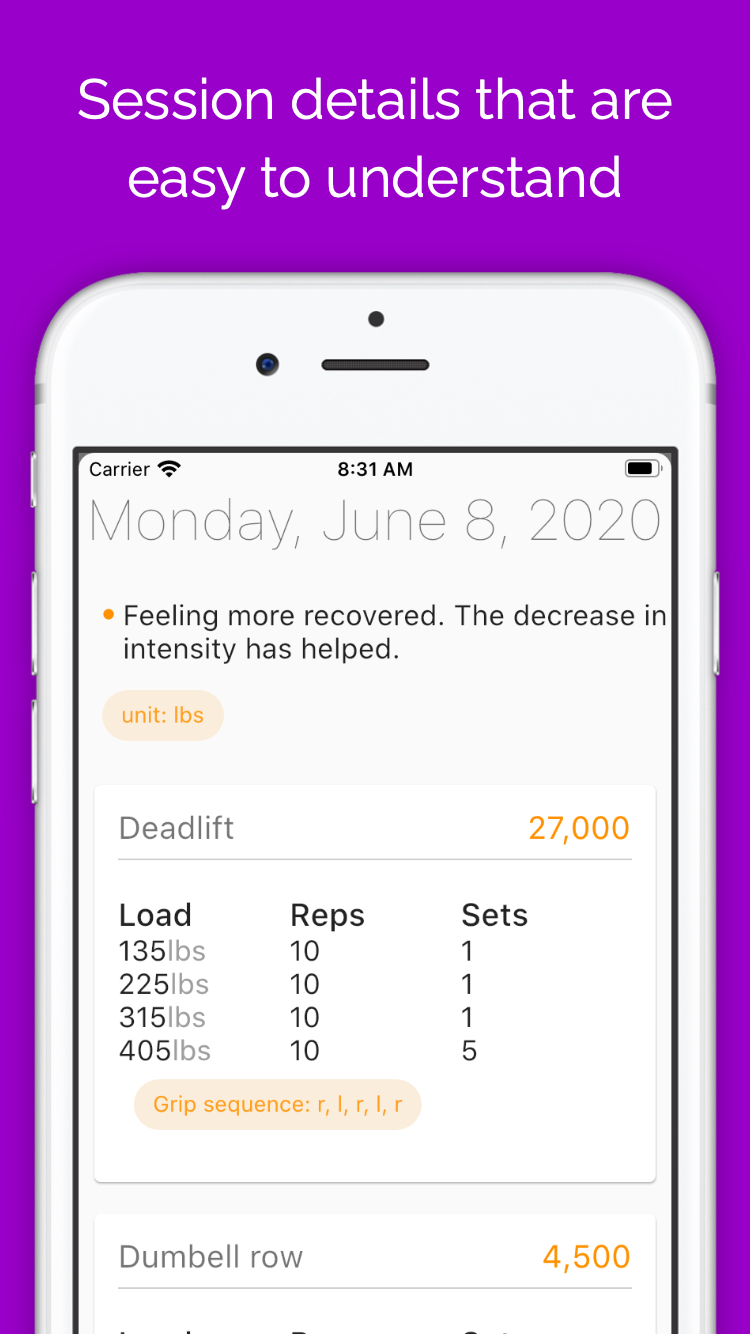 Session details that are
easy to understand
Carrier 8:31 AM
Monday, June 8, 2020
Feeling more recovered. The decrease in
intensity has helped.
unit: lbs
Deadlift 27,000
Load Reps Sets
135lbs 10 1
225lbs 10 1
315lbs 10 1
405lbs 10 5
Grip sequence: r, l, r, l, r
Dumbell row 4,500